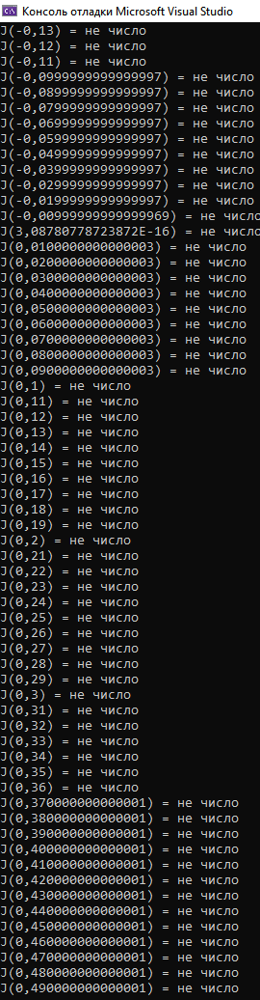 Консоль отладки Microsoft Visual Studio
J(-0,13) = не число
J(-0,12) = не число
J(-0,11) = не число
J(-0,0999999999999997) = не число
J(-0,0899999999999997) = не число
J(-0,0799999999999997) = не число
J(-0,0699999999999997) = не число
J(-0,0599999999999997) = не число
J(-0,0499999999999997) = не число
J(-0,0399999999999997) = не число
J(-0,0299999999999997) = не число
J(-0,0199999999999997) = не число
J(-0,00999999999999969) = не число
J(3,08780778723872E-16) = не число
J(0,0100000000000003) = не число
J(0,0200000000000003) = не число
J(0,0300000000000003) = не число
J(0,0400000000000003) = не число
J(0,0500000000000003) = не число
J(0,0600000000000003) = не число
J(0,0700000000000003) = не число
J(0,0800000000000003) = не число
J(0,0900000000000003) = не число
J(0,1) = не число
J(0,11) = не число
J(0,12) = не число
J(0,13) = не число
J(0,14) = не число
J(0,15) = не число
J(0,16) = не число
J(0,17) = не число
J(0,18) = не число
J(0,19) = не число
J(0,2) = не число
J(0,21) = не число
J(0,22) = не число
J(0,23) = не число
J(0,24) = не число
J(0,25) = не число
J(0,26) = не число
J(0,27) = не число
J(0,28) = не число
J(0,29) = не число
J(0,3) = не число
J(0,31) = не число
J(0,32) = не число
J(0,33) = не число
J(0,34) = не число
J(0,35) = не число
J(0,36) = не число
J(0,370000000000001) = не число
J(0,380000000000001) = не число
J(0,390000000000001) = не число
J(0,400000000000001) = не число
J(0,410000000000001) = не число
J(0,420000000000001) = не число
J(0,430000000000001) = не число
J(0,440000000000001) = не число
J(0,450000000000001) = не число
J(0,460000000000001) = не число
J(0,470000000000001) = не число
J(0,480000000000001) = не число
J(0,490000000000001) = не число